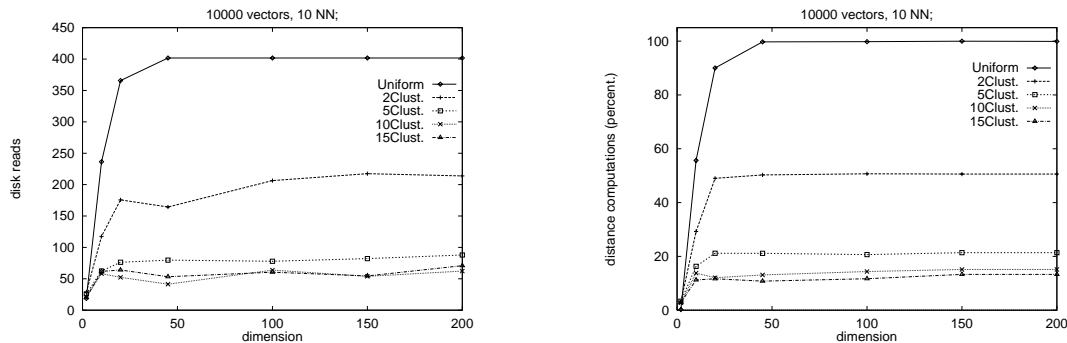 10000 vectors, 10 NN;
450
400
350
300
250
200
150
100
50
0
disk reads
Uniform
2Clust.
5Clust.
10Clust.
15Clust.
0 50 100 150 200
dimension
10000 vectors, 10 NN;
100
80
60
40
20
0
distance computations (percent.)
Uniform
2Clust.
5Clust.
10Clust.
15Clust.
0 50 100 150 200
dimension